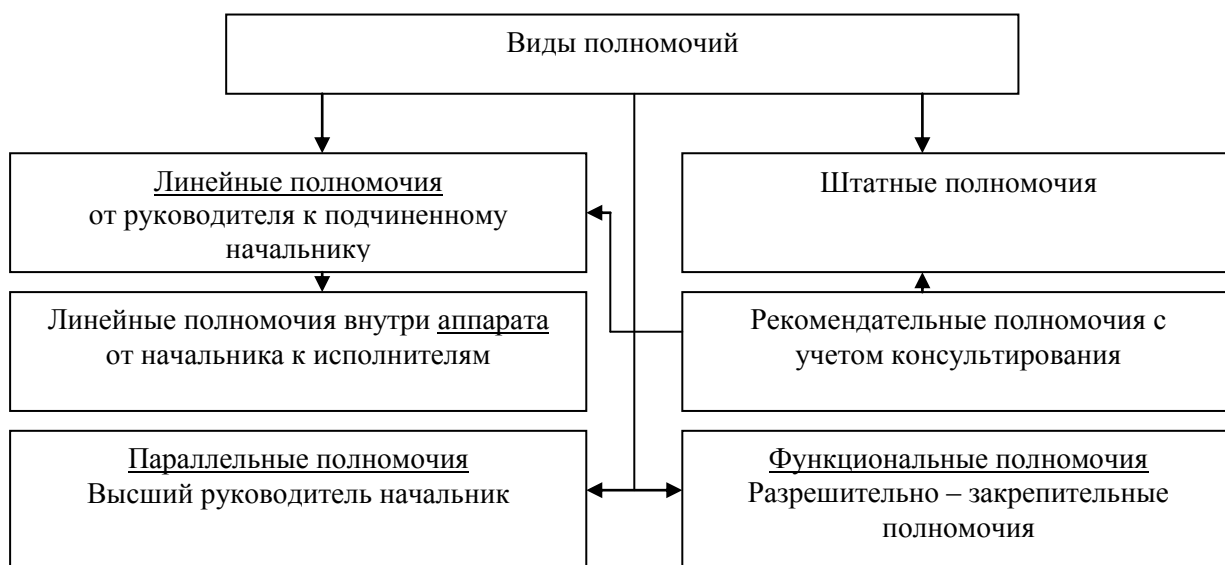 Виды полномочий
Линейные полномочия
от руководителя к подчиненному
начальнику
Штатные полномочия
Линейные полномочия внутри аппарата
от начальника к исполнителям
Рекомендательные полномочия с
учетом консультирования
Параллельные полномочия
Высший руководитель начальник
Функциональные полномочия
Разрешительно – закрепительные
полномочия